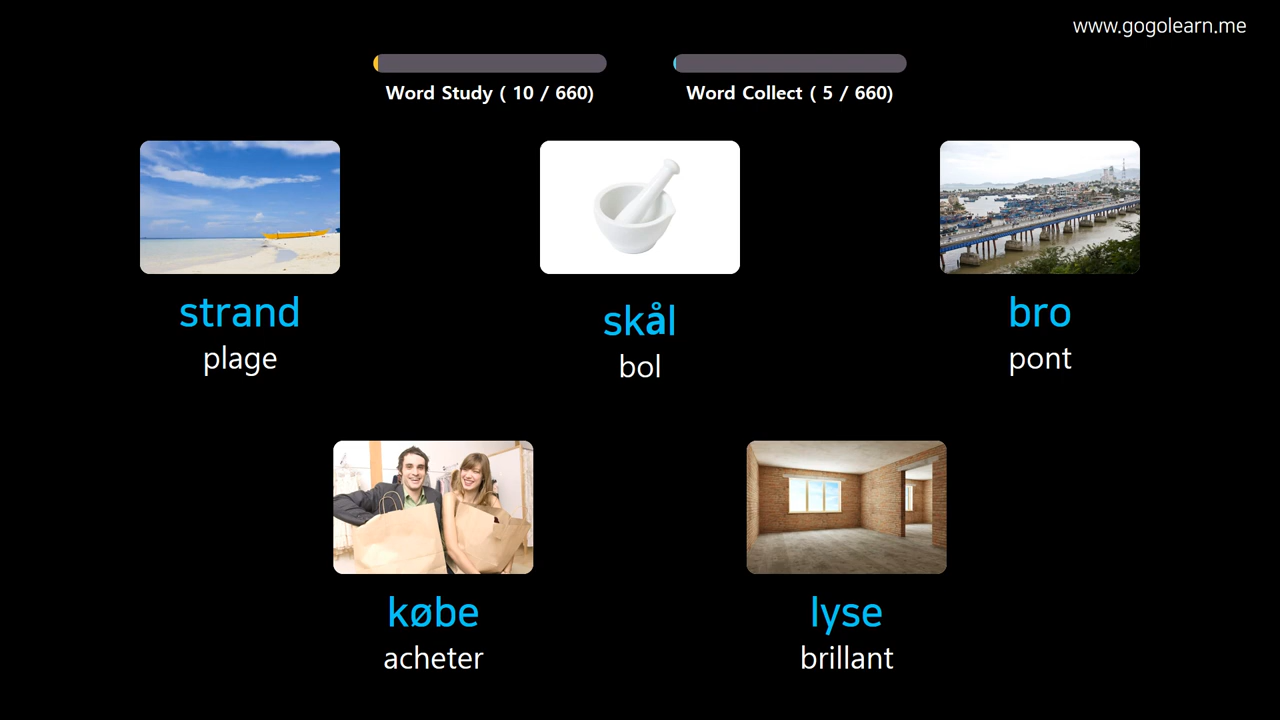 www.gogolearn.me
Word Study ( 10 / 660)
Word Collect ( 5 / 660)
strand
plage
skål
bol
bro
pont
købe
acheter
lyse
brillant